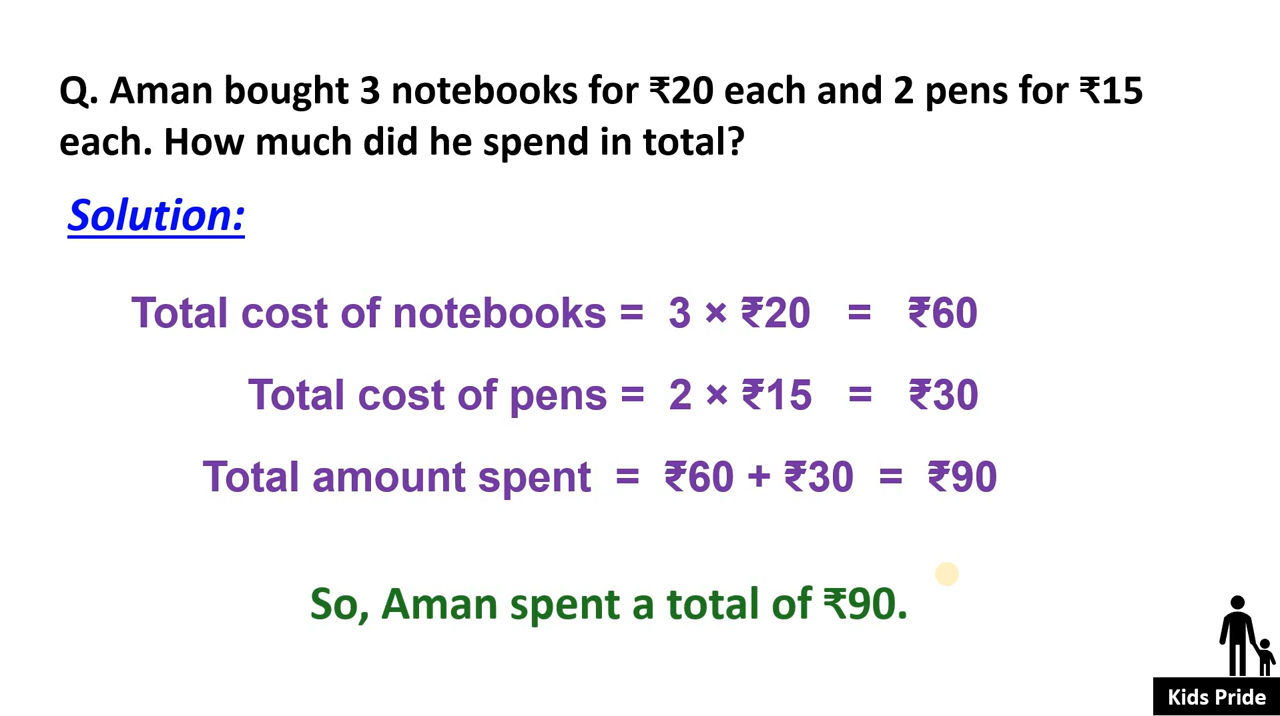 Q. Aman bought 3 notebooks for ₹20 each and 2 pens for ₹15
each. How much did he spend in total?
Solution:
Total cost of notebooks = 3 × ₹20 = ₹60
Total cost of pens = 2 × ₹15 = ₹30
Total amount spent = ₹60 + ₹30 = ₹90
So, Aman spent a total of ₹90.
Kids Pride